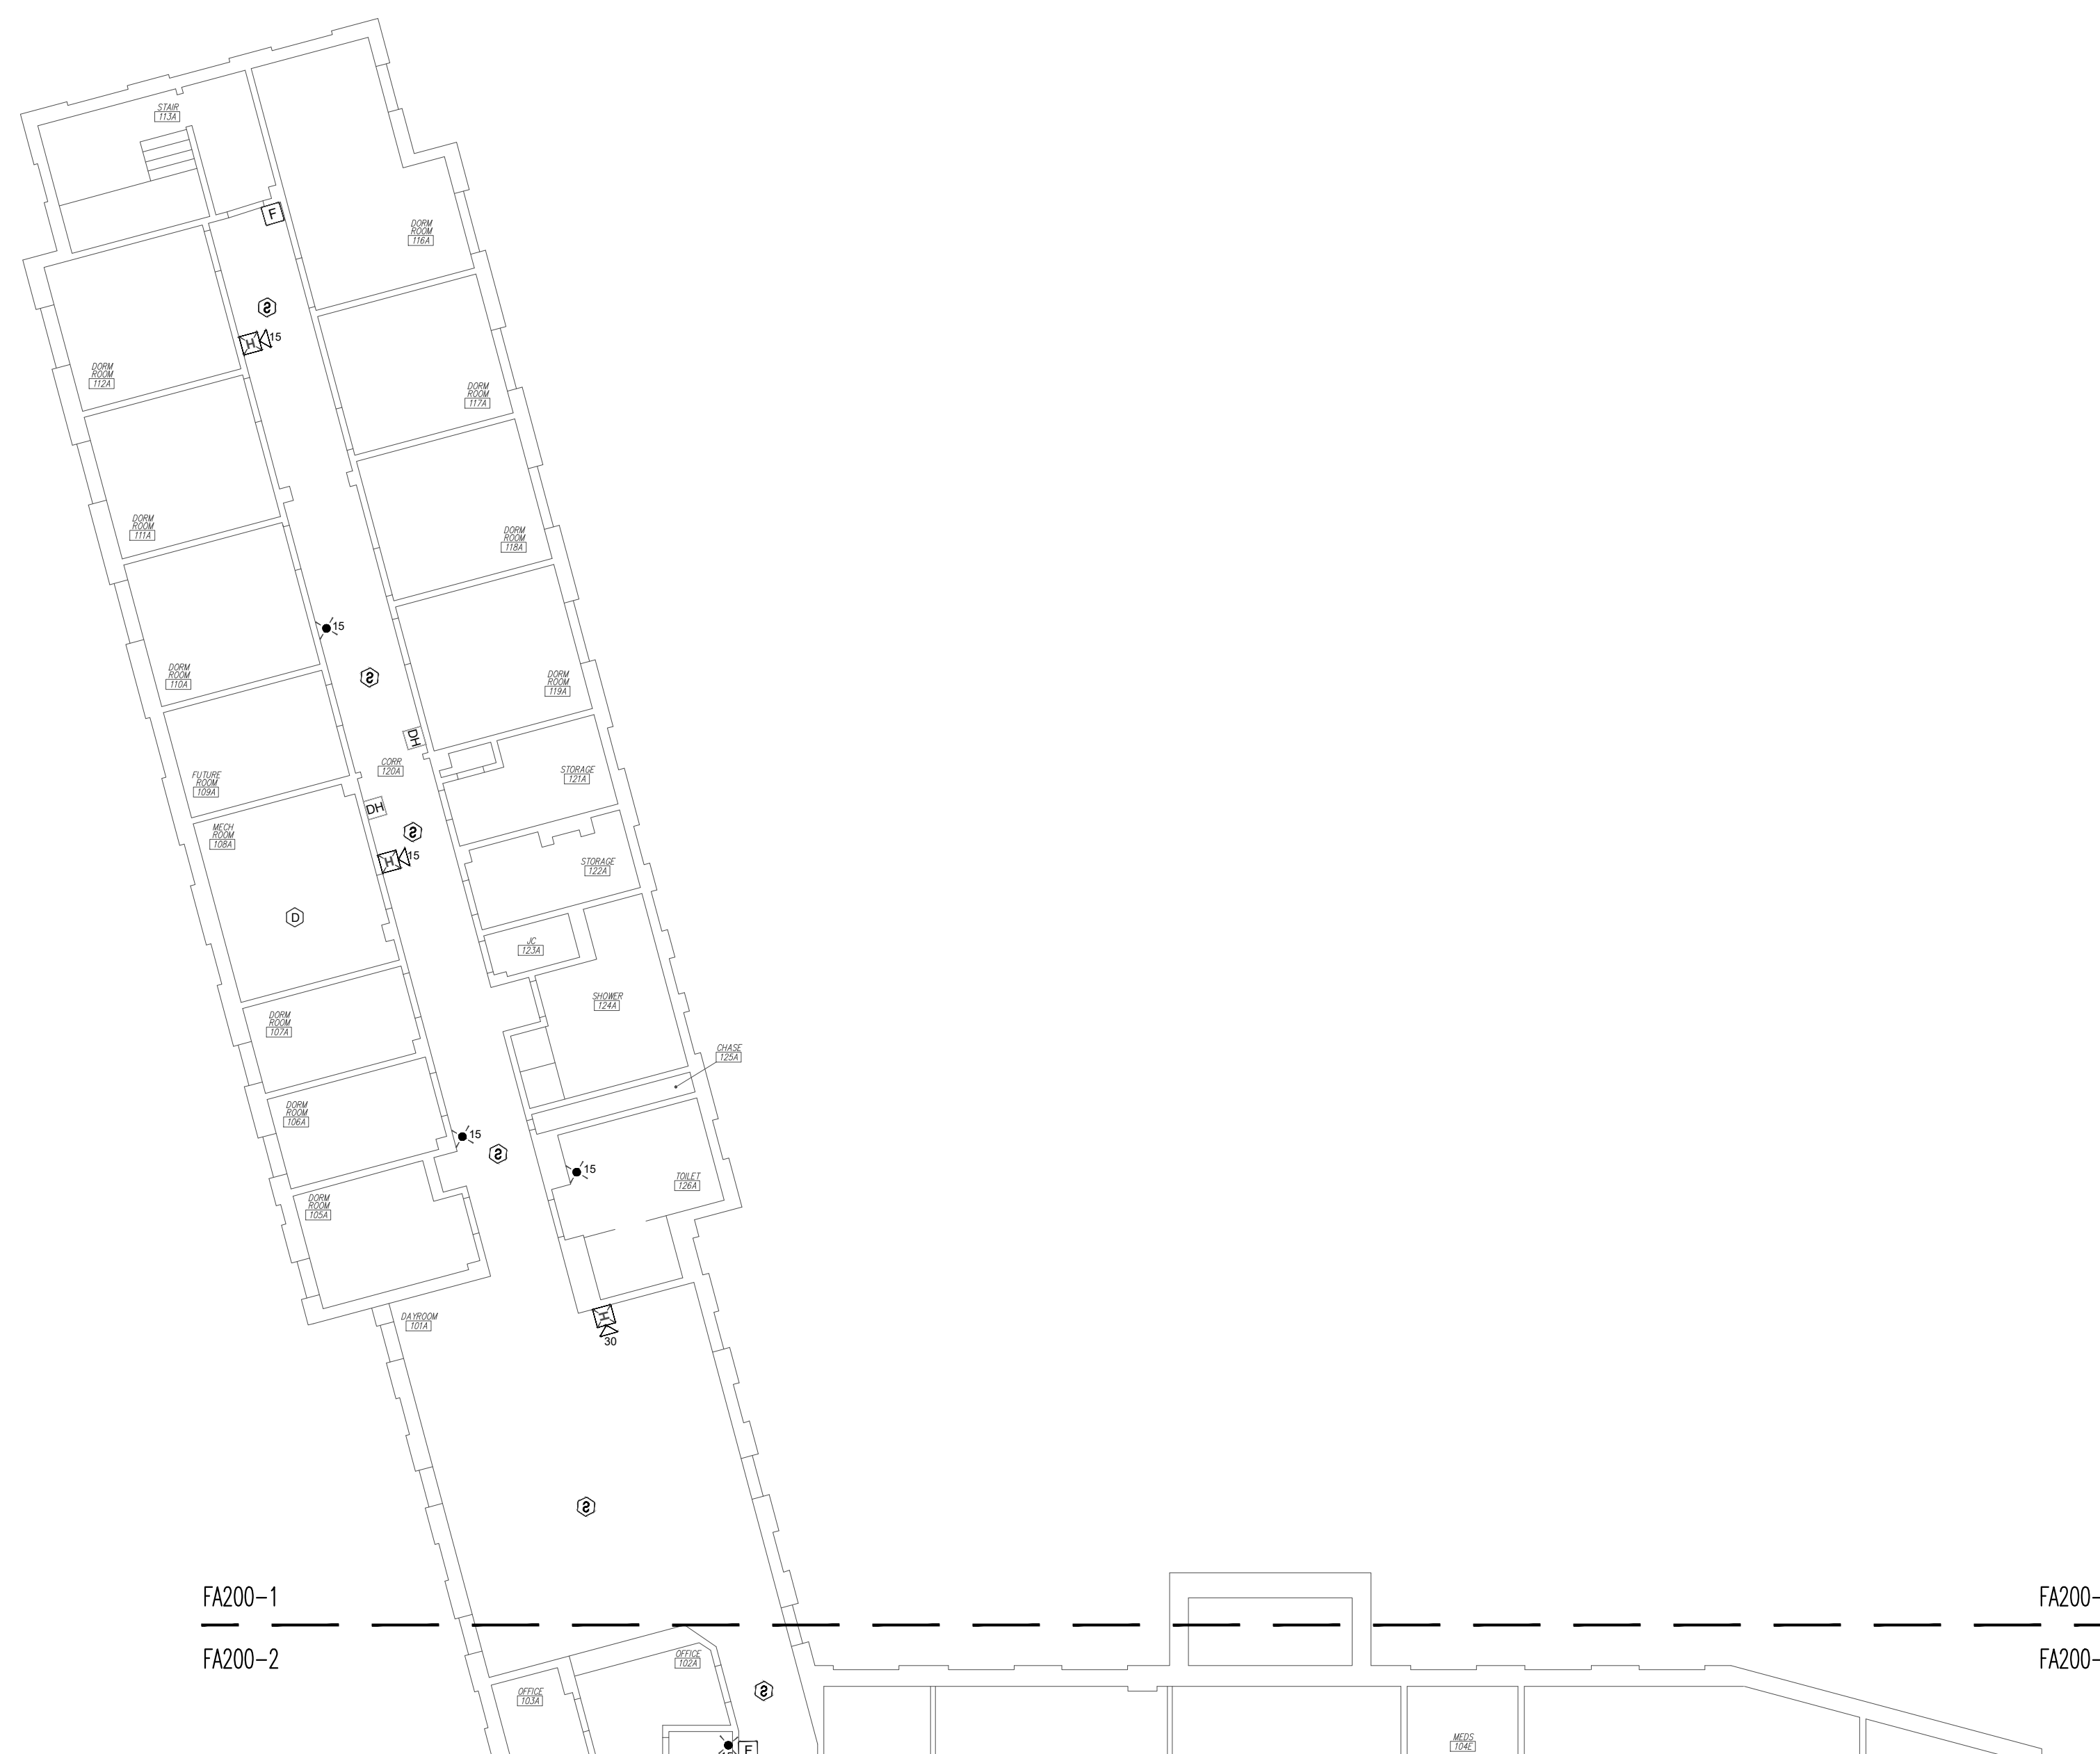 STAIR
113A
F
DORM
ROOM
116A
S
H
15
DORM
ROOM
112A
DORM
ROOM
117A
DORM
ROOM
111A
DORM
ROOM
118A
15
DORM
ROOM
110A
S
DORM
ROOM
119A
DH
CORR
120A
FUTURE
ROOM
109A
STORAGE
121A
DH
MECH
ROOM
108A
S
H
15
STORAGE
122A
D
JC
123A
SHOWER
124A
DORM
ROOM
107A
CHASE
125A
DORM
ROOM
106A
15
S
15
TOILET
126A
DORM
ROOM
105A
DAYROOM
101A
H
30
S
FA200-1
FA200-
FA200-2
FA200-
OFFICE
102A
OFFICE
103A
S
MEDS
104E
F